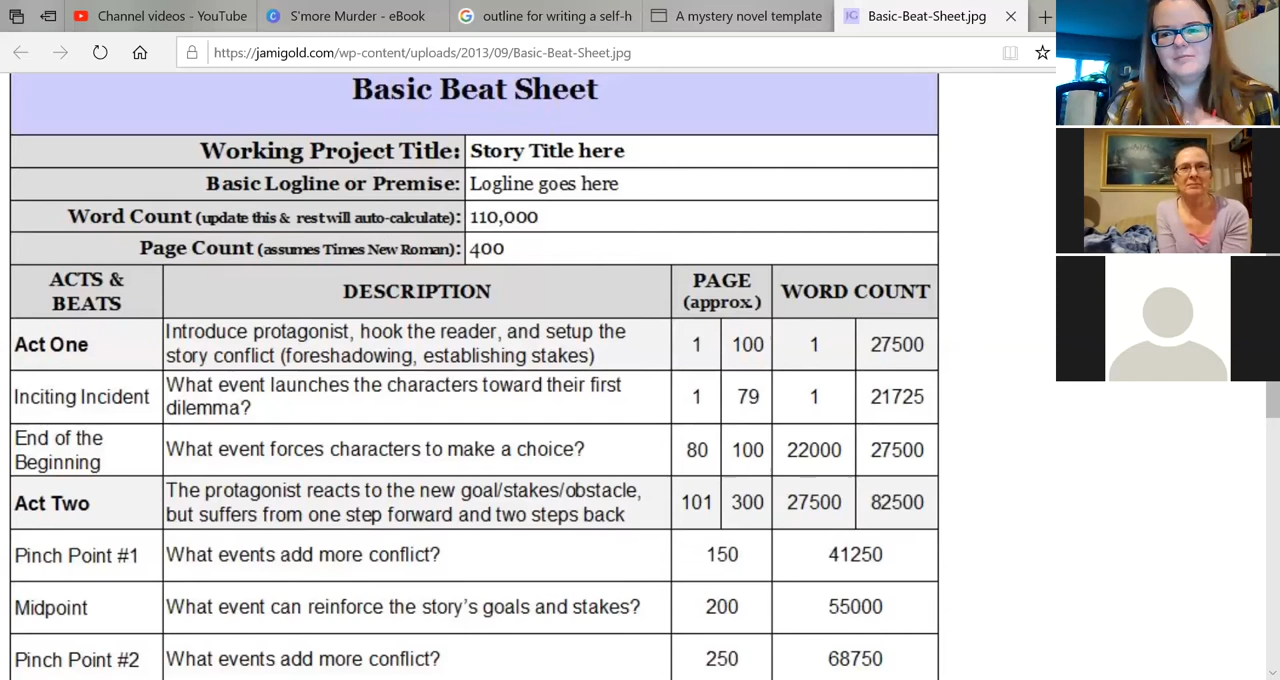 Channel videos - YouTube
S'more Murder - eBook
outline for writing a self-h
A mystery novel template
Basic-Beat-Sheet.jpg
https://jamigold.com/wp-content/uploads/2013/09/Basic-Beat-Sheet.jpg
Basic Beat Sheet
Working Project Title: Story Title here
Basic Logline or Premise: Logline goes here
Word Count (update this & rest will auto-calculate): 110,000
Page Count (assumes Times New Roman): 400
ACTS &
BEATS
DESCRIPTION
PAGE
(approx.)
WORD COUNT
Act One
Introduce protagonist, hook the reader, and setup the
story conflict (foreshadowing, establishing stakes)
1 100 1 27500
Inciting Incident
What event launches the characters toward their first
dilemma?
1 79 1 21725
End of the
Beginning
What event forces characters to make a choice?
80 100 22000 27500
Act Two
The protagonist reacts to the new goal/stakes/obstacle,
but suffers from one step forward and two steps back
101 300 27500 82500
Pinch Point #1 What events add more conflict? 150 41250
Midpoint What event can reinforce the story's goals and stakes? 200 55000
Pinch Point #2 What events add more conflict? 250 68750